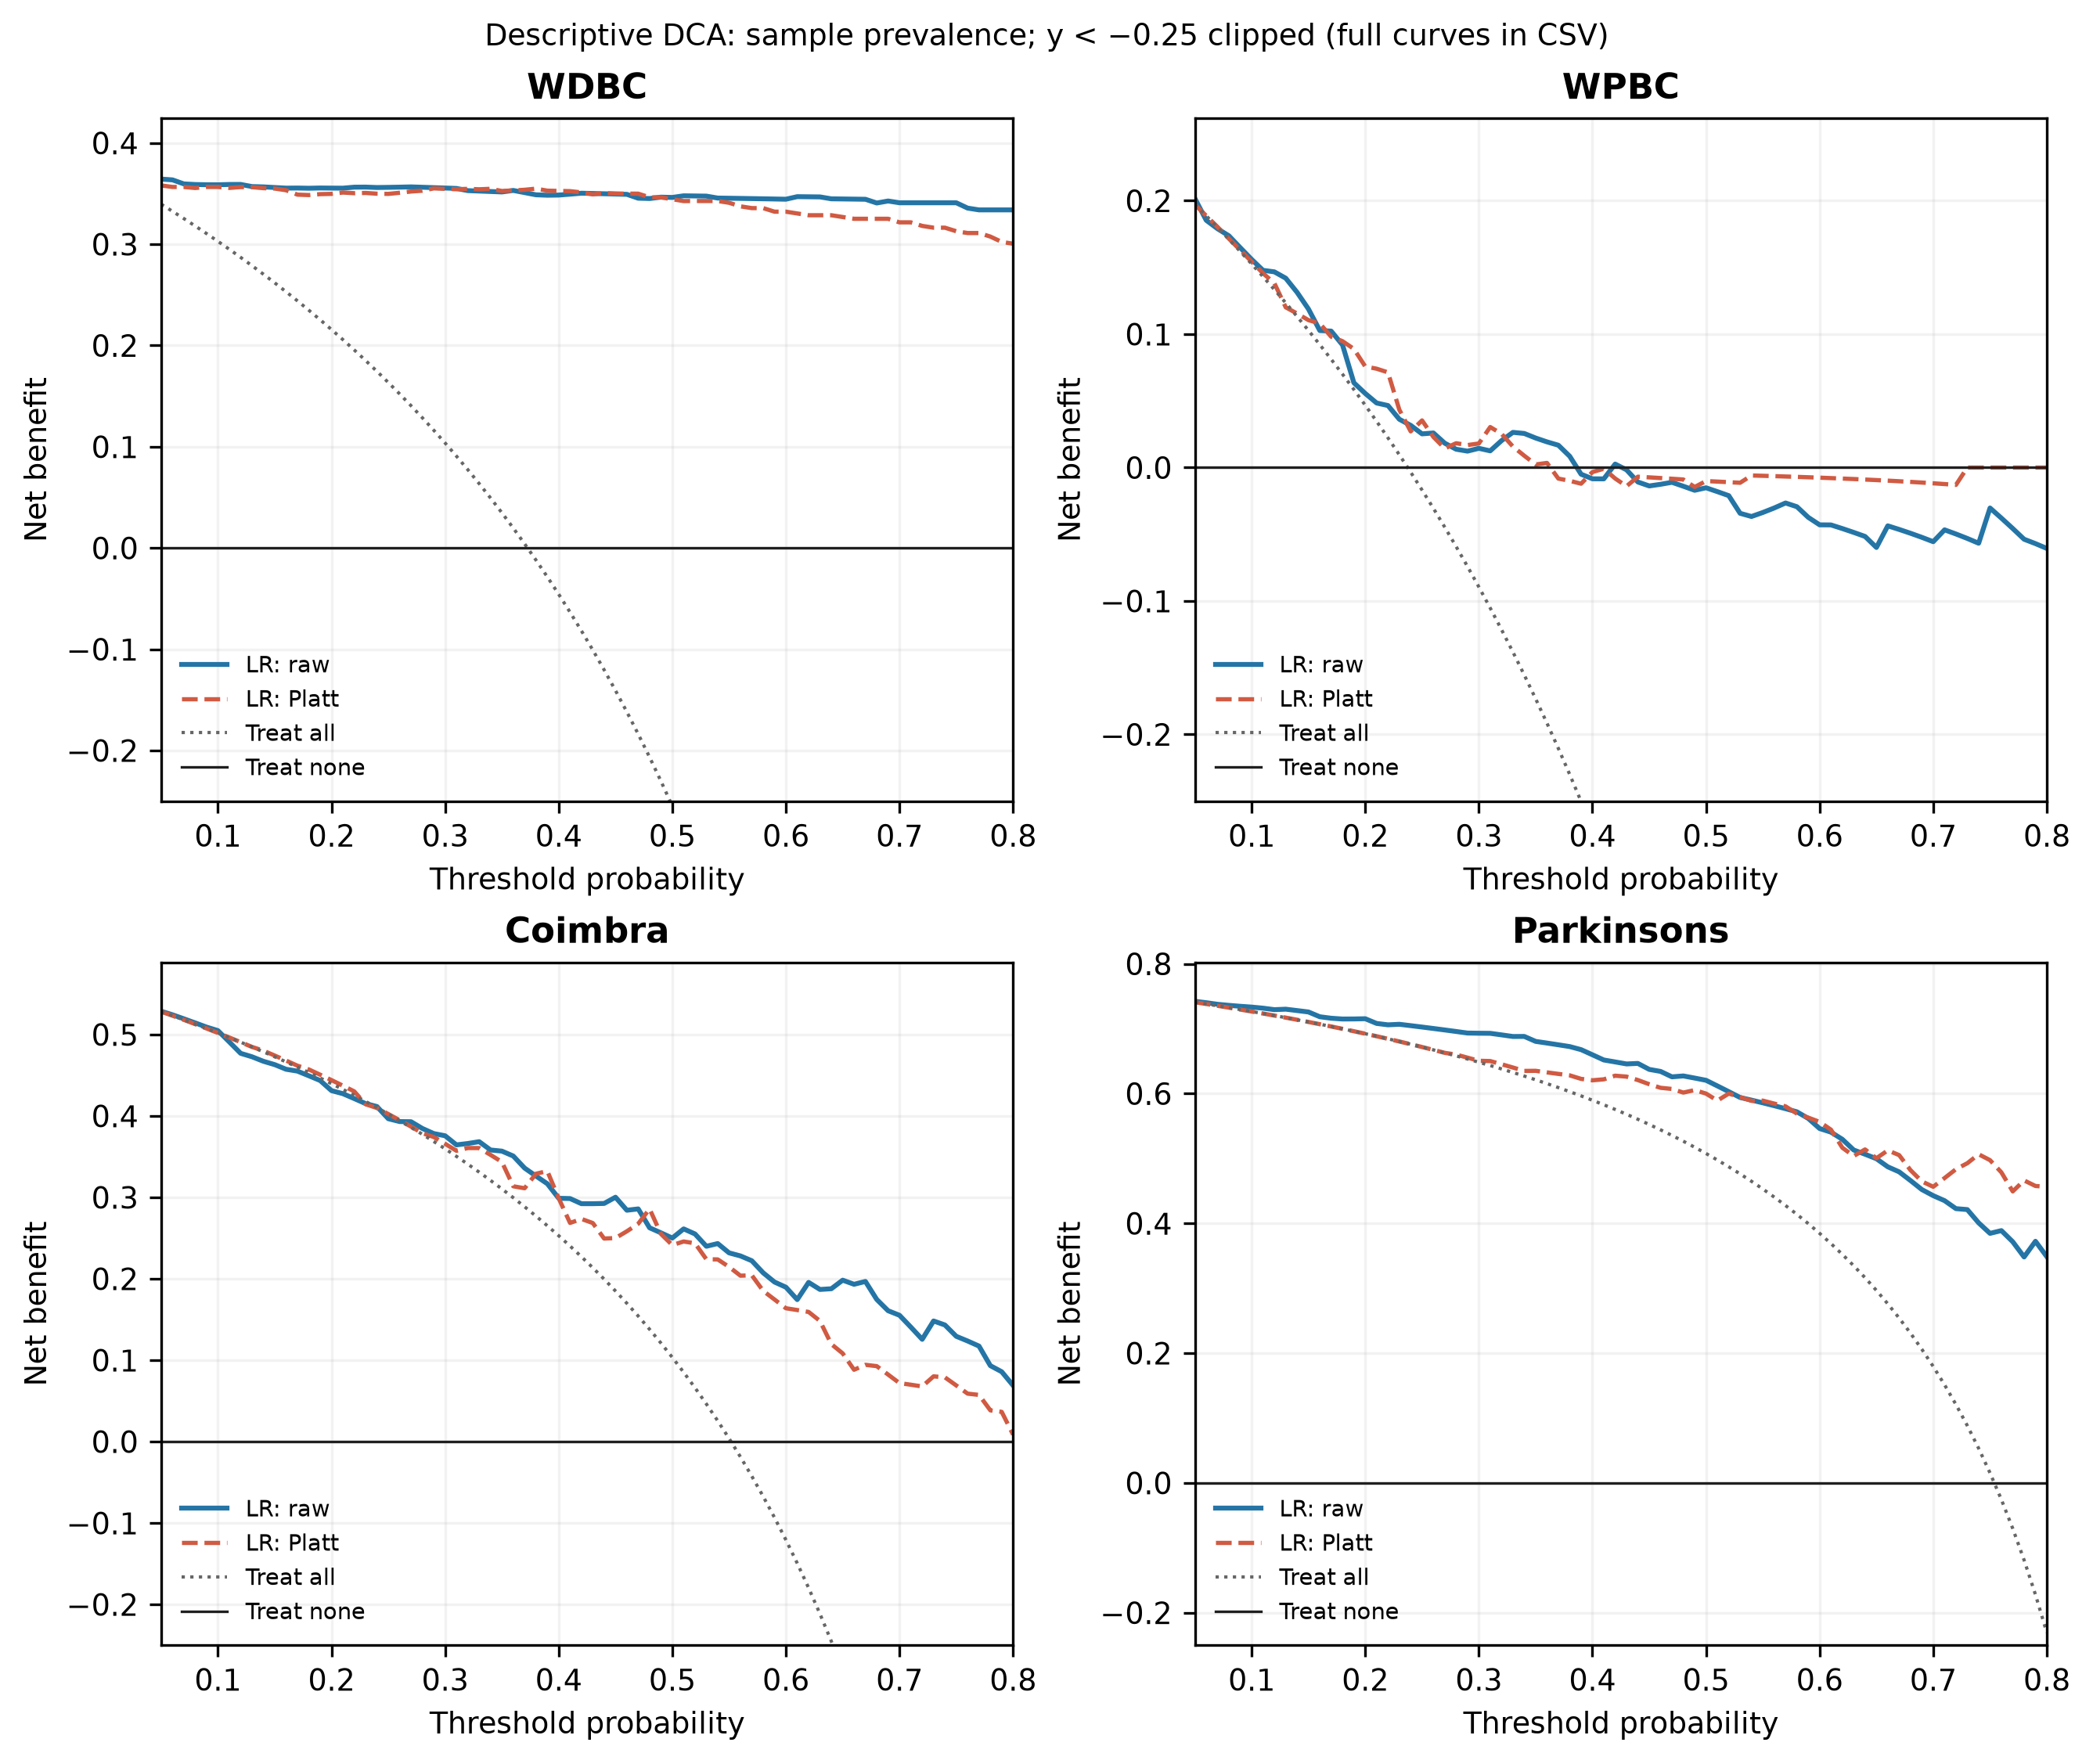 Descriptive DCA: sample prevalence; y < −0.25 clipped (full curves in CSV)
WDBC
0.4
0.3
0.2
0.1
0.0
−0.1
−0.2
Net benefit
LR: raw
LR: Platt
Treat all
Treat none
0.1 0.2 0.3 0.4 0.5 0.6 0.7 0.8
Threshold probability
WPBC
0.2
0.1
0.0
−0.1
−0.2
Net benefit
LR: raw
LR: Platt
Treat all
Treat none
0.1 0.2 0.3 0.4 0.5 0.6 0.7 0.8
Threshold probability
Coimbra
0.5
0.4
0.3
0.2
0.1
0.0
−0.1
−0.2
Net benefit
LR: raw
LR: Platt
Treat all
Treat none
0.1 0.2 0.3 0.4 0.5 0.6 0.7 0.8
Threshold probability
Parkinsons
0.8
0.6
0.4
0.2
0.0
−0.2
Net benefit
LR: raw
LR: Platt
Treat all
Treat none
0.1 0.2 0.3 0.4 0.5 0.6 0.7 0.8
Threshold probability